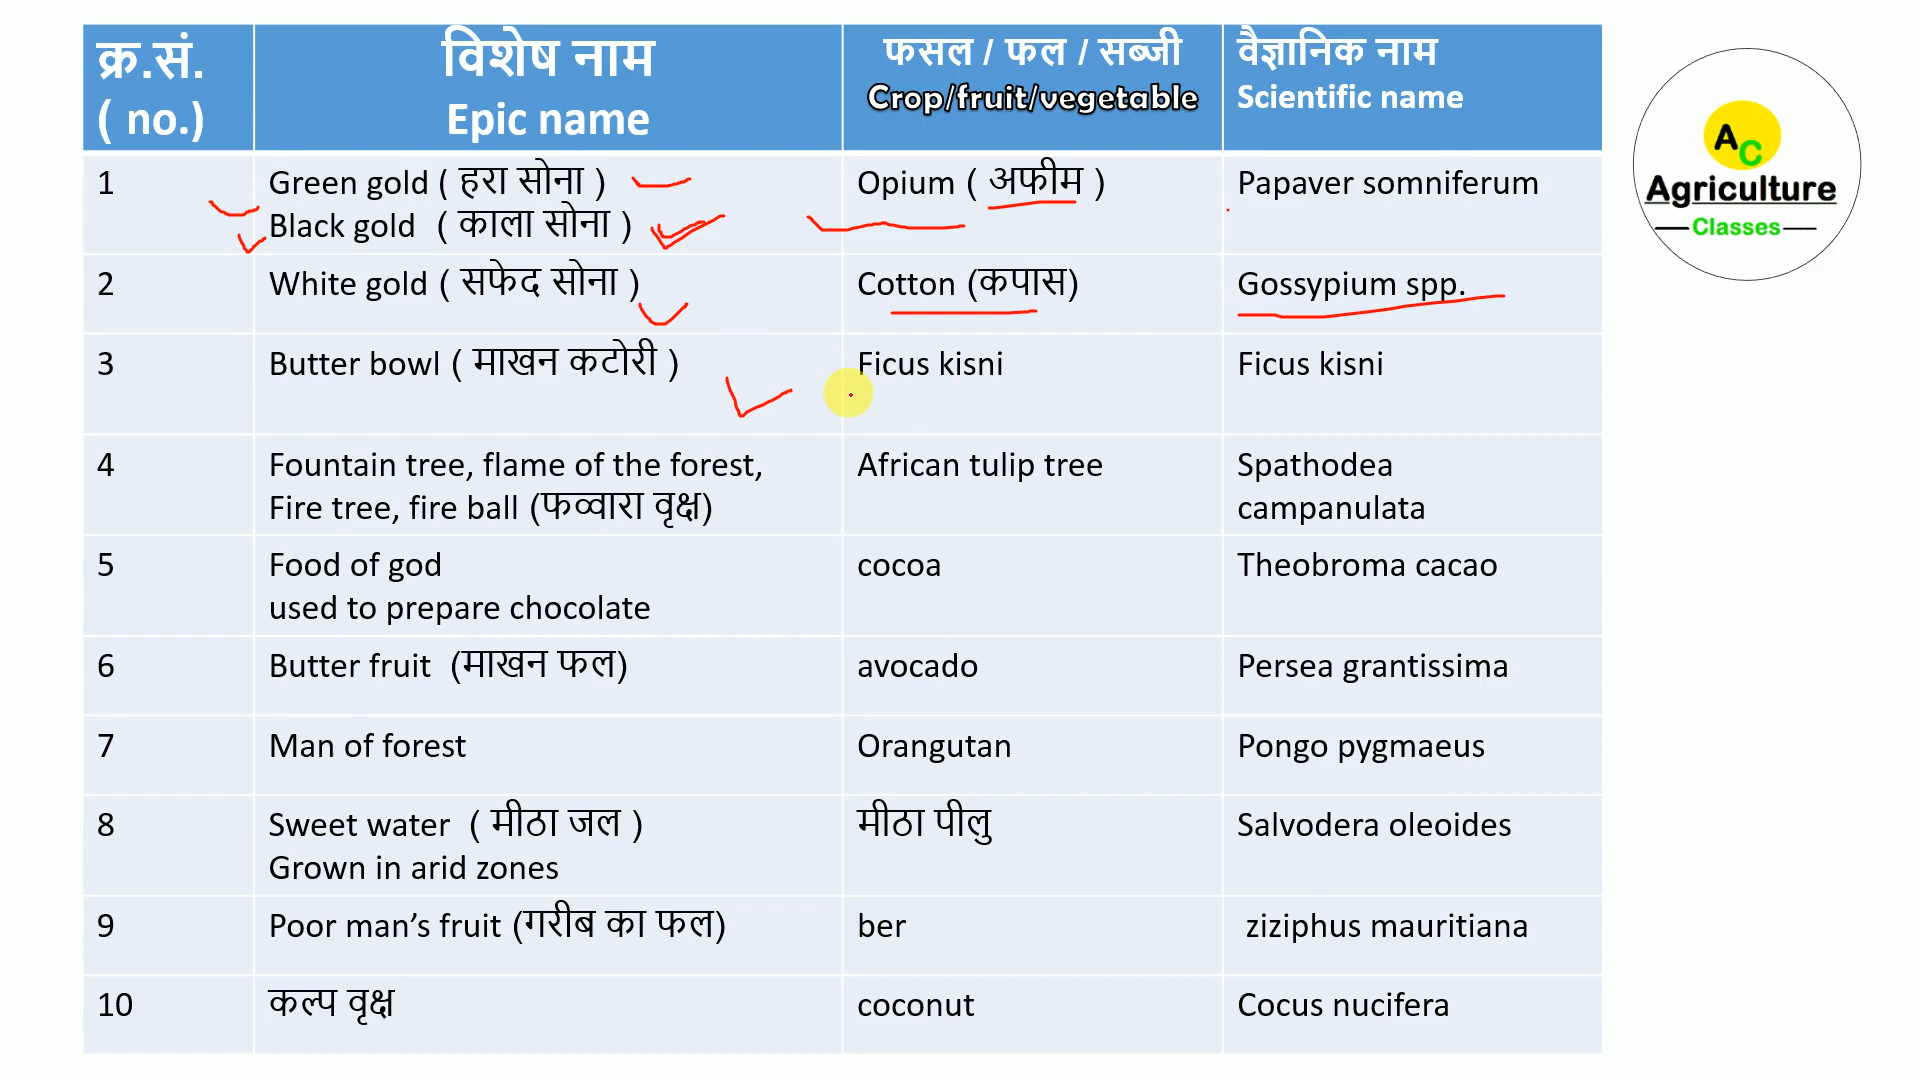 क्र.सं.
( no.)
विशेष नाम
Epic name
फसल / फल / सब्जी
Crop/fruit/vegetable
वैज्ञानिक नाम
Scientific name
1
Green gold ( हरा सोना )
Black gold ( काला सोना )
Opium ( अफीम )
Papaver somniferum
2
White gold ( सफेद सोना )
Cotton (कपास)
Gossypium spp.
3
Butter bowl ( माखन कटोरी )
Ficus kisni
Ficus kisni
4
Fountain tree, flame of the forest,
Fire tree, fire ball (फव्वारा वृक्ष)
African tulip tree
Spathodea
campanulata
5
Food of god
used to prepare chocolate
cocoa
Theobroma cacao
6
Butter fruit (माखन फल)
avocado
Persea grantissima
7
Man of forest
Orangutan
Pongo pygmaeus
8
Sweet water ( मीठा जल )
Grown in arid zones
मीठा पीलु
Salvodera oleoides
9
Poor man’s fruit (गरीब का फल)
ber
ziziphus mauritiana
10
कल्प वृक्ष
coconut
Cocus nucifera
AC
Agriculture
Classes